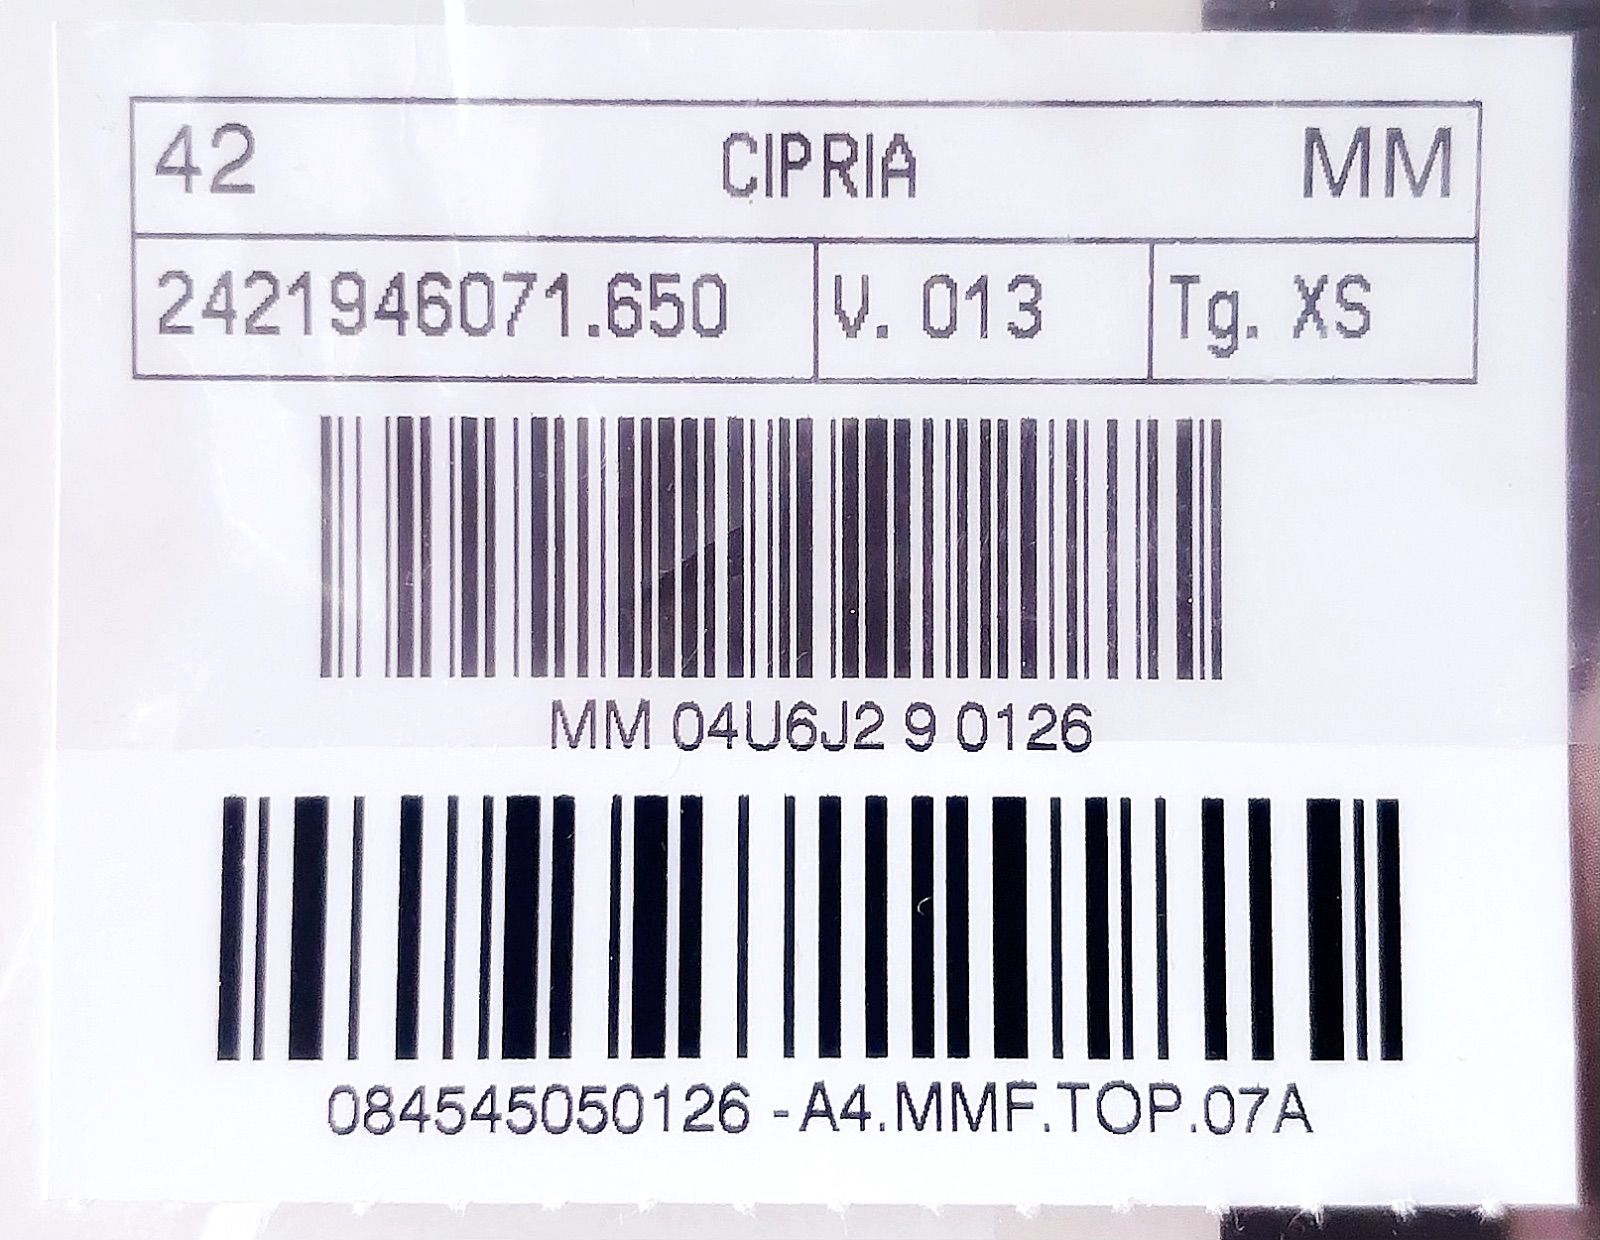 42 CIPRIA MM
2421946071.650 V. 013 Tg. XS
MM 04U6J2 9 0126
084545050126 - A4.MMF.TOP.07A